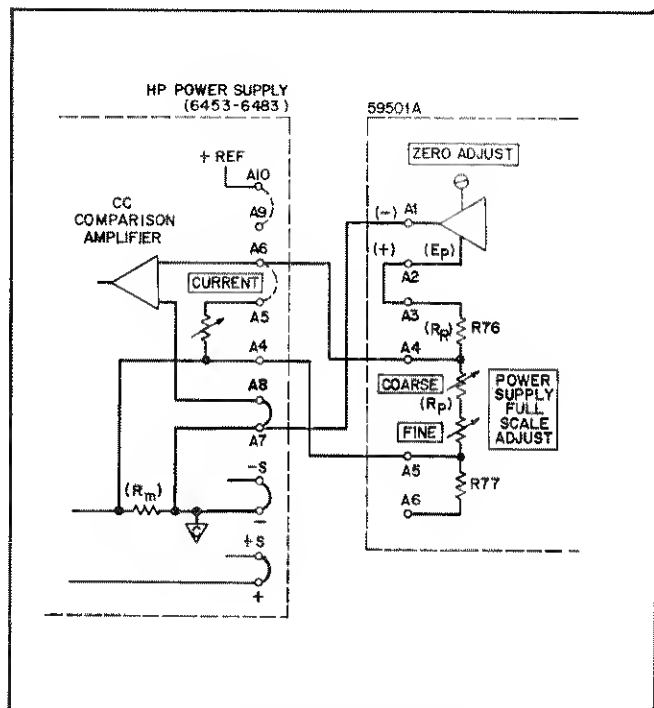 HP POWER SUPPLY
(6453-6483)
59501A
ZERO ADJUST
+ REF
A10
A9
CC
COMPARISON
AMPLIFIER
A6
CURRENT
A5
A4
A8
A7
(Rm)
-S
-
+S
+
(-) A1
(+) (Ep)
A2
A3
(RR) R76
A4
COARSE
(Rp)
FINE
POWER
SUPPLY
FULL
SCALE
ADJUST
A5
R77
A6